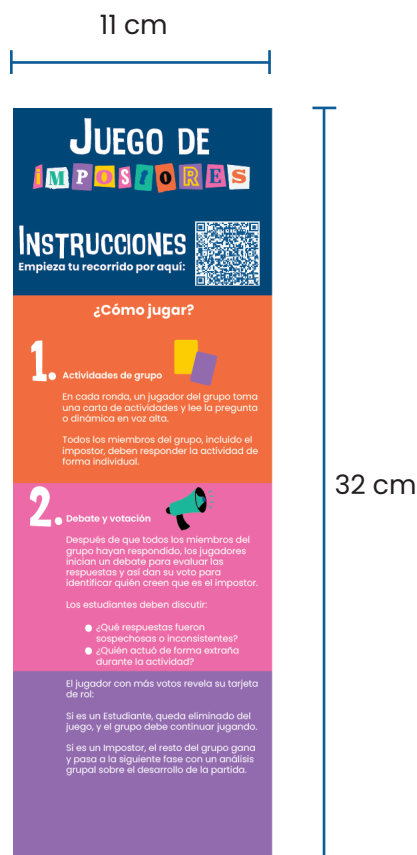 11 cm
JUEGO DE
iMPOSTORES
INSTRUCCIONES
Empieza tu recorrido por aquí:
¿Cómo jugar?
1. Actividades de grupo
En cada ronda, un jugador del grupo toma
una carta de actividades y lee la pregunta
o dinámica en voz alta.
Todos los miembros del grupo, incluido el
impostor, deben responder la actividad de
forma individual.
32 cm
2. Debate y votación
Después de que todos los miembros del
grupo hayan respondido, los jugadores
inician un debate para evaluar las
respuestas y así dan su voto para
identificar quién creen que es el impostor.
Los estudiantes deben discutir:
● ¿Qué respuestas fueron
sospechosas o inconsistentes?
● ¿Quién actuó de forma extraña
durante la actividad?
El jugador con más votos revela su tarjeta
de rol:
Si es un Estudiante, queda eliminado del
juego, y el grupo debe continuar jugando.
Si es un Impostor, el resto del grupo gana
y pasa a la siguiente fase con un análisis
grupal sobre el desarrollo de la partida.